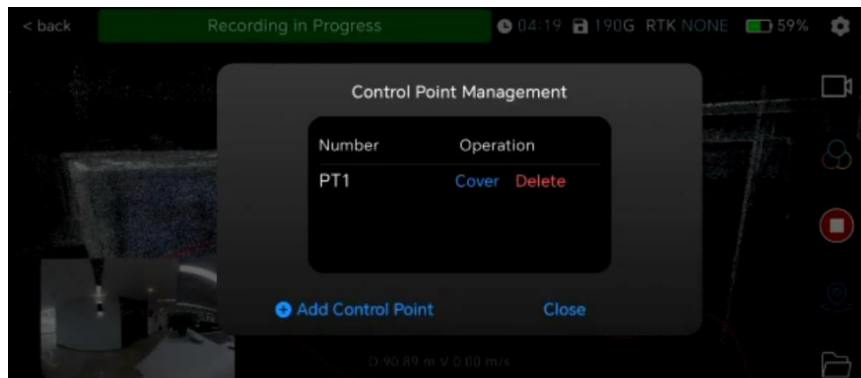 < back Recording in Progress 04:19 190G RTK NONE 59%
Control Point Management
Number Operation
PT1 Cover Delete
Add Control Point Close
D:90.89 m V:0.00 m/s